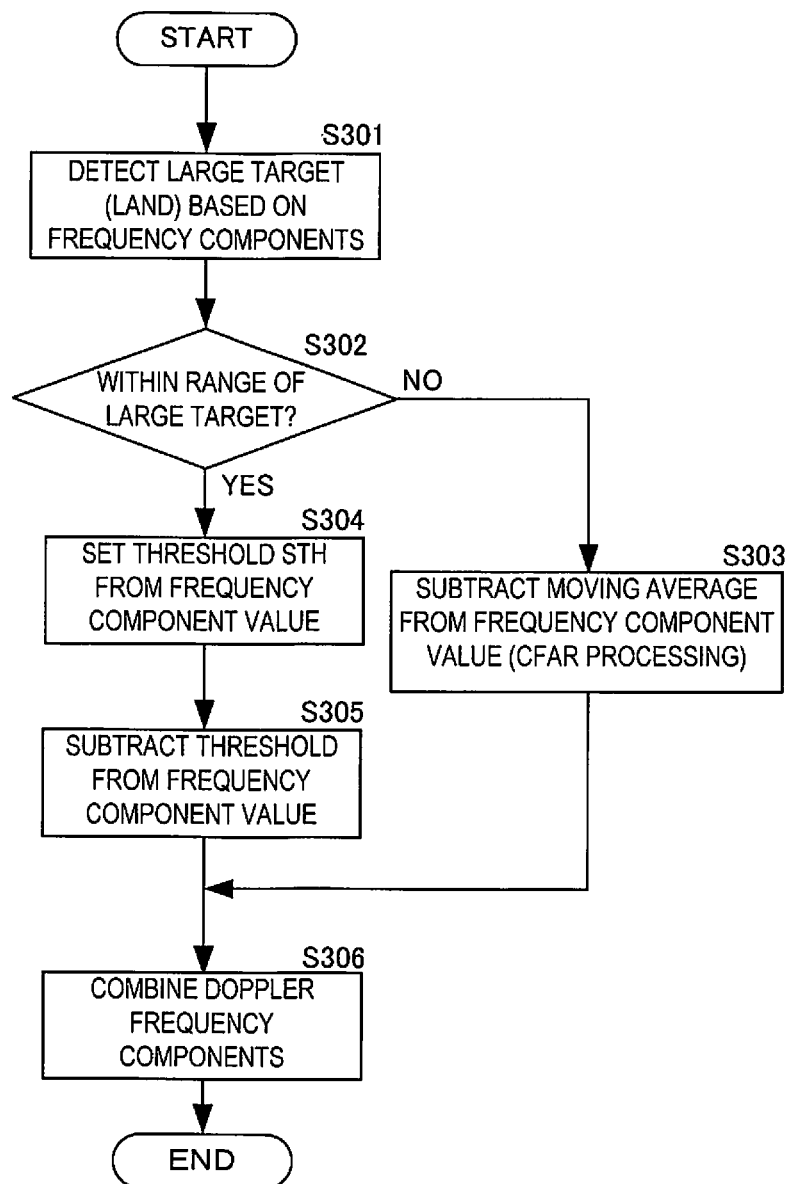 START
S301
DETECT LARGE TARGET
(LAND) BASED ON
FREQUENCY COMPONENTS
S302
WITHIN RANGE OF
LARGE TARGET?
NO
YES
S304
SET THRESHOLD STH
FROM FREQUENCY
COMPONENT VALUE
S303
SUBTRACT MOVING AVERAGE
FROM FREQUENCY COMPONENT
VALUE (CFAR PROCESSING)
S305
SUBTRACT THRESHOLD
FROM FREQUENCY
COMPONENT VALUE
S306
COMBINE DOPPLER
FREQUENCY
COMPONENTS
END